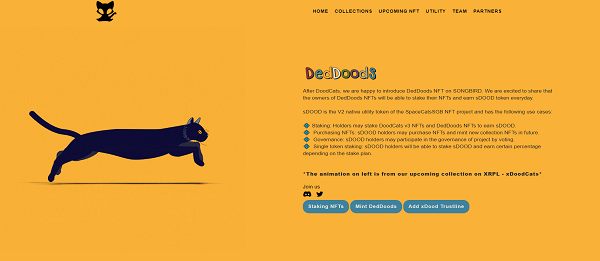 HOME COLLECTIONS UPCOMING NFT UTILITY TEAM PARTNERS
DedDoodS
After DoodCats, we are happy to introduce DedDoods NFT on SONGBIRD. We are excited to share that
the owners of DedDoods NFTs will be able to stake their NFTs and earn sDOOD token everyday.
sDOOD is the V2 native utility token of the SpaceCatsSGB NFT project and has the following use cases:
Staking: Holders may stake DoodCats v3 NFTs and DedDoods NFTs to earn sDOOD.
Purchasing NFTs: sDOOD holders may purchase NFTs and mint new collection NFTs in future.
Governance: sDOOD holders may participate in the governance of project by voting.
Single token staking: sDOOD holders will be able to stake sDOOD and earn certain percentage
depending on the stake plan.
*The animation on left is from our upcoming collection on XRPL - xDoodCats*
Join us
Staking NFTs Mint DedDoods Add xDood Trustline